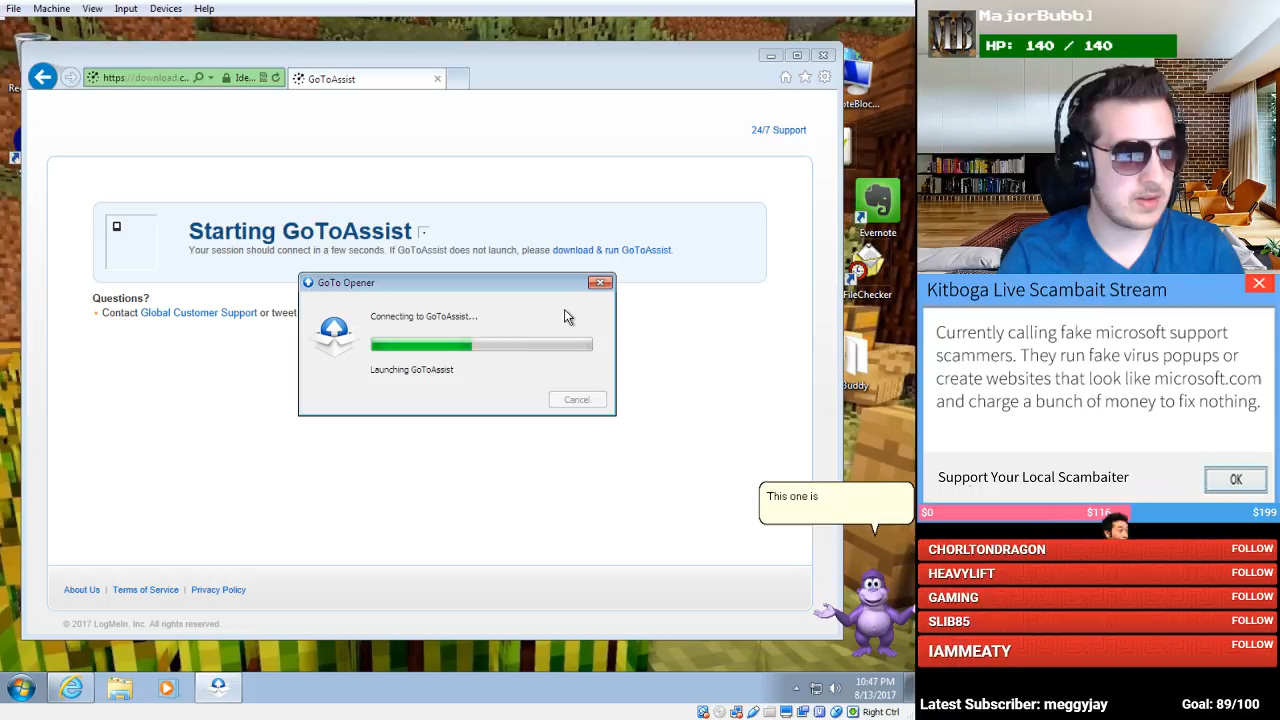 File Machine View Input Devices Help
https://download.c... Ide... GoToAssist
24/7 Support
Starting GoToAssist
Your session should connect in a few seconds. If GoToAssist does not launch, please download & run GoToAssist.
Questions?
Contact Global Customer Support or tweet
GoTo Opener
Connecting to GoToAssist...
Launching GoToAssist
Cancel
About Us Terms of Service Privacy Policy
© 2017 LogMeIn, Inc. All rights reserved.
Evernote
FileChecker
Buddy
This one is
10:47 PM
8/13/2017
Right Ctrl
MB
MajorBubb]
HP: 140 / 140
Kitboga Live Scambait Stream
Currently calling fake microsoft support
scammers. They run fake virus popups or
create websites that look like microsoft.com
and charge a bunch of money to fix nothing.
Support Your Local Scambaiter
OK
$0 $116 $199
CHORLTONDRAGON FOLLOW
HEAVYLIFT FOLLOW
GAMING FOLLOW
SLIB85 FOLLOW
IAMMEATY FOLLOW
Latest Subscriber: meggyjay Goal: 89/100